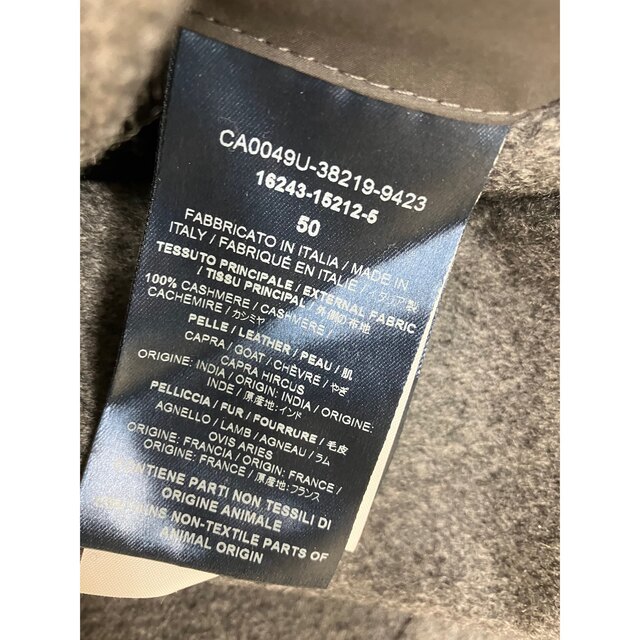 CA0049U-38219-9423
16243-15212-5
50
FABBRICATO IN ITALIA / MADE IN
ITALY / FABRIQUÉ EN ITALIE / イタリア製
TESSUTO PRINCIPALE / EXTERNAL FABRIC
/ TISSU PRINCIPAL / 外側の布地
100% CASHMERE / CASHMERE /
CACHEMIRE / カシミヤ
PELLE / LEATHER / PEAU / 肌
CAPRA / GOAT / CHÈVRE / やぎ
CAPRA HIRCUS
ORIGINE: INDIA / ORIGIN: INDIA / ORIGINE:
INDE / 原産地:インド
PELLICCIA / FUR / FOURRURE / 毛皮
AGNELLO / LAMB / AGNEAU / ラム
OVIS ARIES
ORIGINE: FRANCIA / ORIGIN: FRANCE /
ORIGINE: FRANCE / 原産地:フランス
CONTIENE PARTI NON TESSILI DI
ORIGINE ANIMALE
CONTAINS NON-TEXTILE PARTS OF
ANIMAL ORIGIN